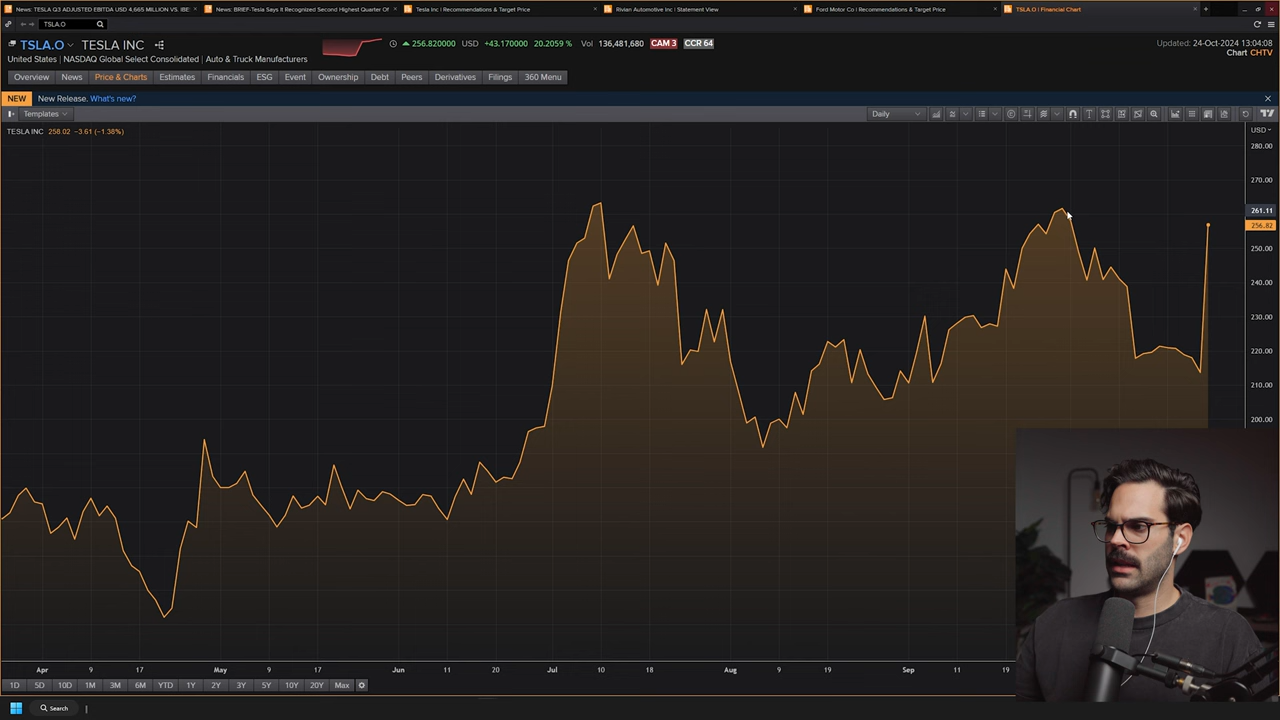 News: TESLA Q3 ADJUSTED EBITDA USD 4,665 MILLION VS. IBE
News: BRIEF-Tesla Says It Recognized Second Highest Quarter Of
Tesla Inc | Recommendations & Target Price
Rivian Automotive Inc | Statement View
Ford Motor Co | Recommendations & Target Price
TSLA.O | Financial Chart
TSLA.O
TSLA.O TESLA INC 256.820000 USD +43.170000 20.2059 % Vol 136,481,680 CAM 3 CCR 64 Updated: 24-Oct-2024 13:04:08
United States | NASDAQ Global Select Consolidated | Auto & Truck Manufacturers Chart CHTV
Overview News Price & Charts Estimates Financials ESG Event Ownership Debt Peers Derivatives Filings 360 Menu
NEW New Release. What's new?
Templates Daily
TESLA INC 258.02 −3.61 (−1.38%) USD
280.00
270.00
261.11
256.82
250.00
240.00
230.00
220.00
210.00
200.00
Apr 9 17 May 9 17 Jun 11 20 Jul 10 18 Aug 9 19 Sep 11 19
1D 5D 10D 1M 3M 6M YTD 1Y 2Y 3Y 5Y 10Y 20Y Max
Search